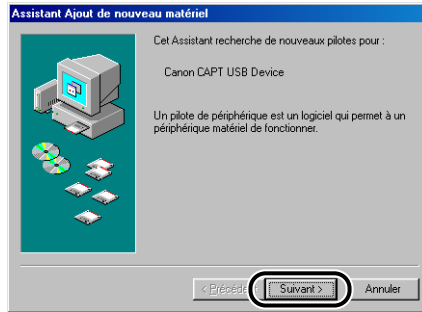 Assistant Ajout de nouveau matériel
Cet Assistant recherche de nouveaux pilotes pour :
Canon CAPT USB Device
Un pilote de périphérique est un logiciel qui permet à un
périphérique matériel de fonctionner.
< Précéde Suivant > Annuler